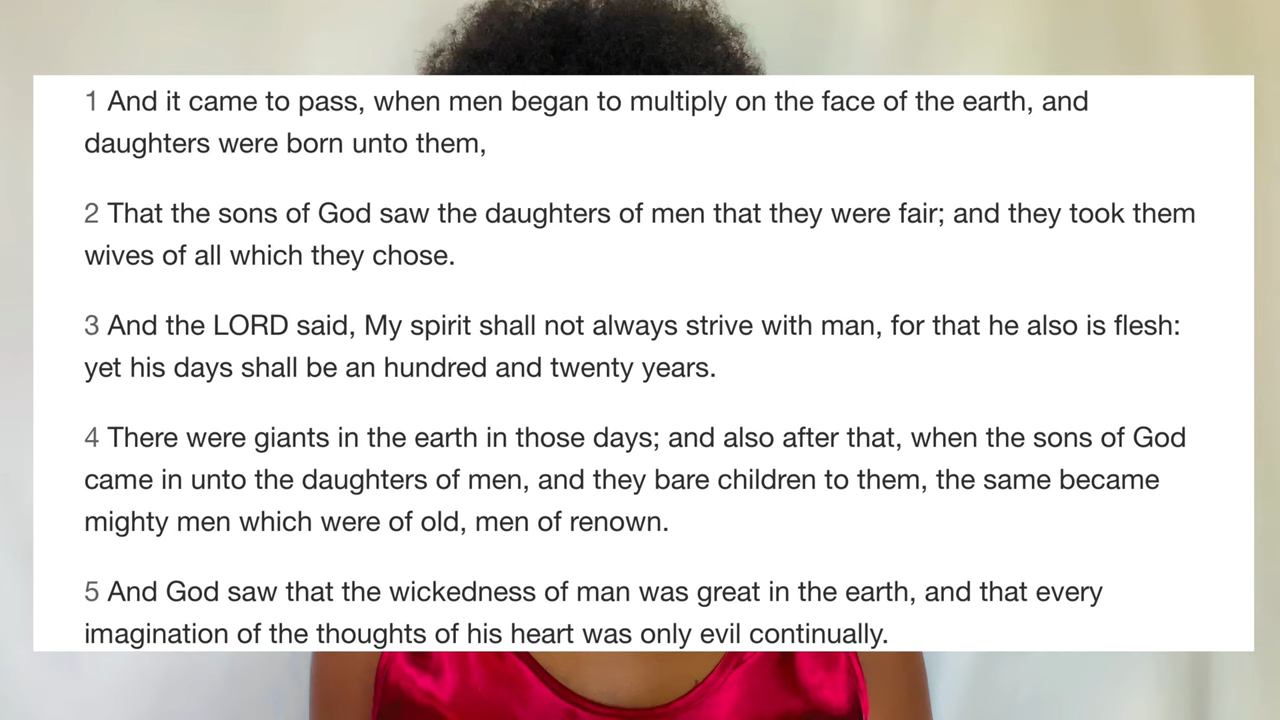 1 And it came to pass, when men began to multiply on the face of the earth, and
daughters were born unto them,
2 That the sons of God saw the daughters of men that they were fair; and they took them
wives of all which they chose.
3 And the LORD said, My spirit shall not always strive with man, for that he also is flesh:
yet his days shall be an hundred and twenty years.
4 There were giants in the earth in those days; and also after that, when the sons of God
came in unto the daughters of men, and they bare children to them, the same became
mighty men which were of old, men of renown.
5 And God saw that the wickedness of man was great in the earth, and that every
imagination of the thoughts of his heart was only evil continually.